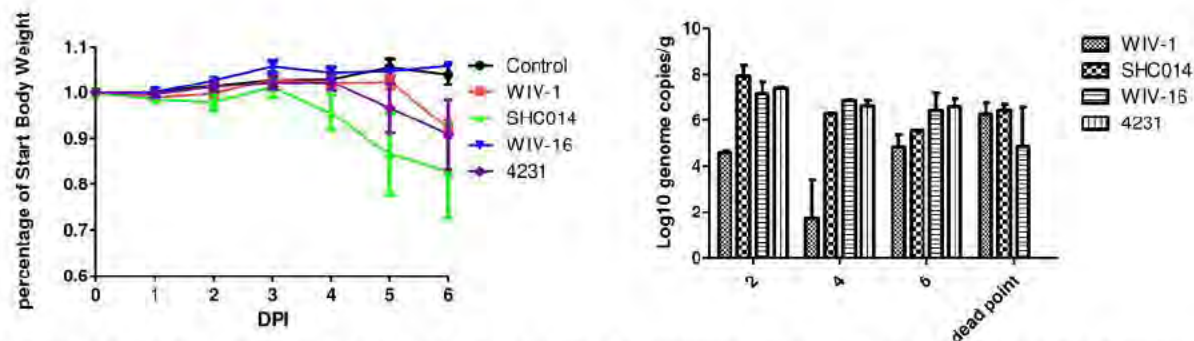 percentage of Start Body Weight
1.1
1.0
0.9
0.8
0.7
0.6
0 1 2 3 4 5 6
DPI
Control
WIV-1
SHC014
WIV-16
4231
Log10 genome copies/g
10
8
6
4
2
0
2 4 6 dead point
WIV-1
SHC014
WIV-16
4231